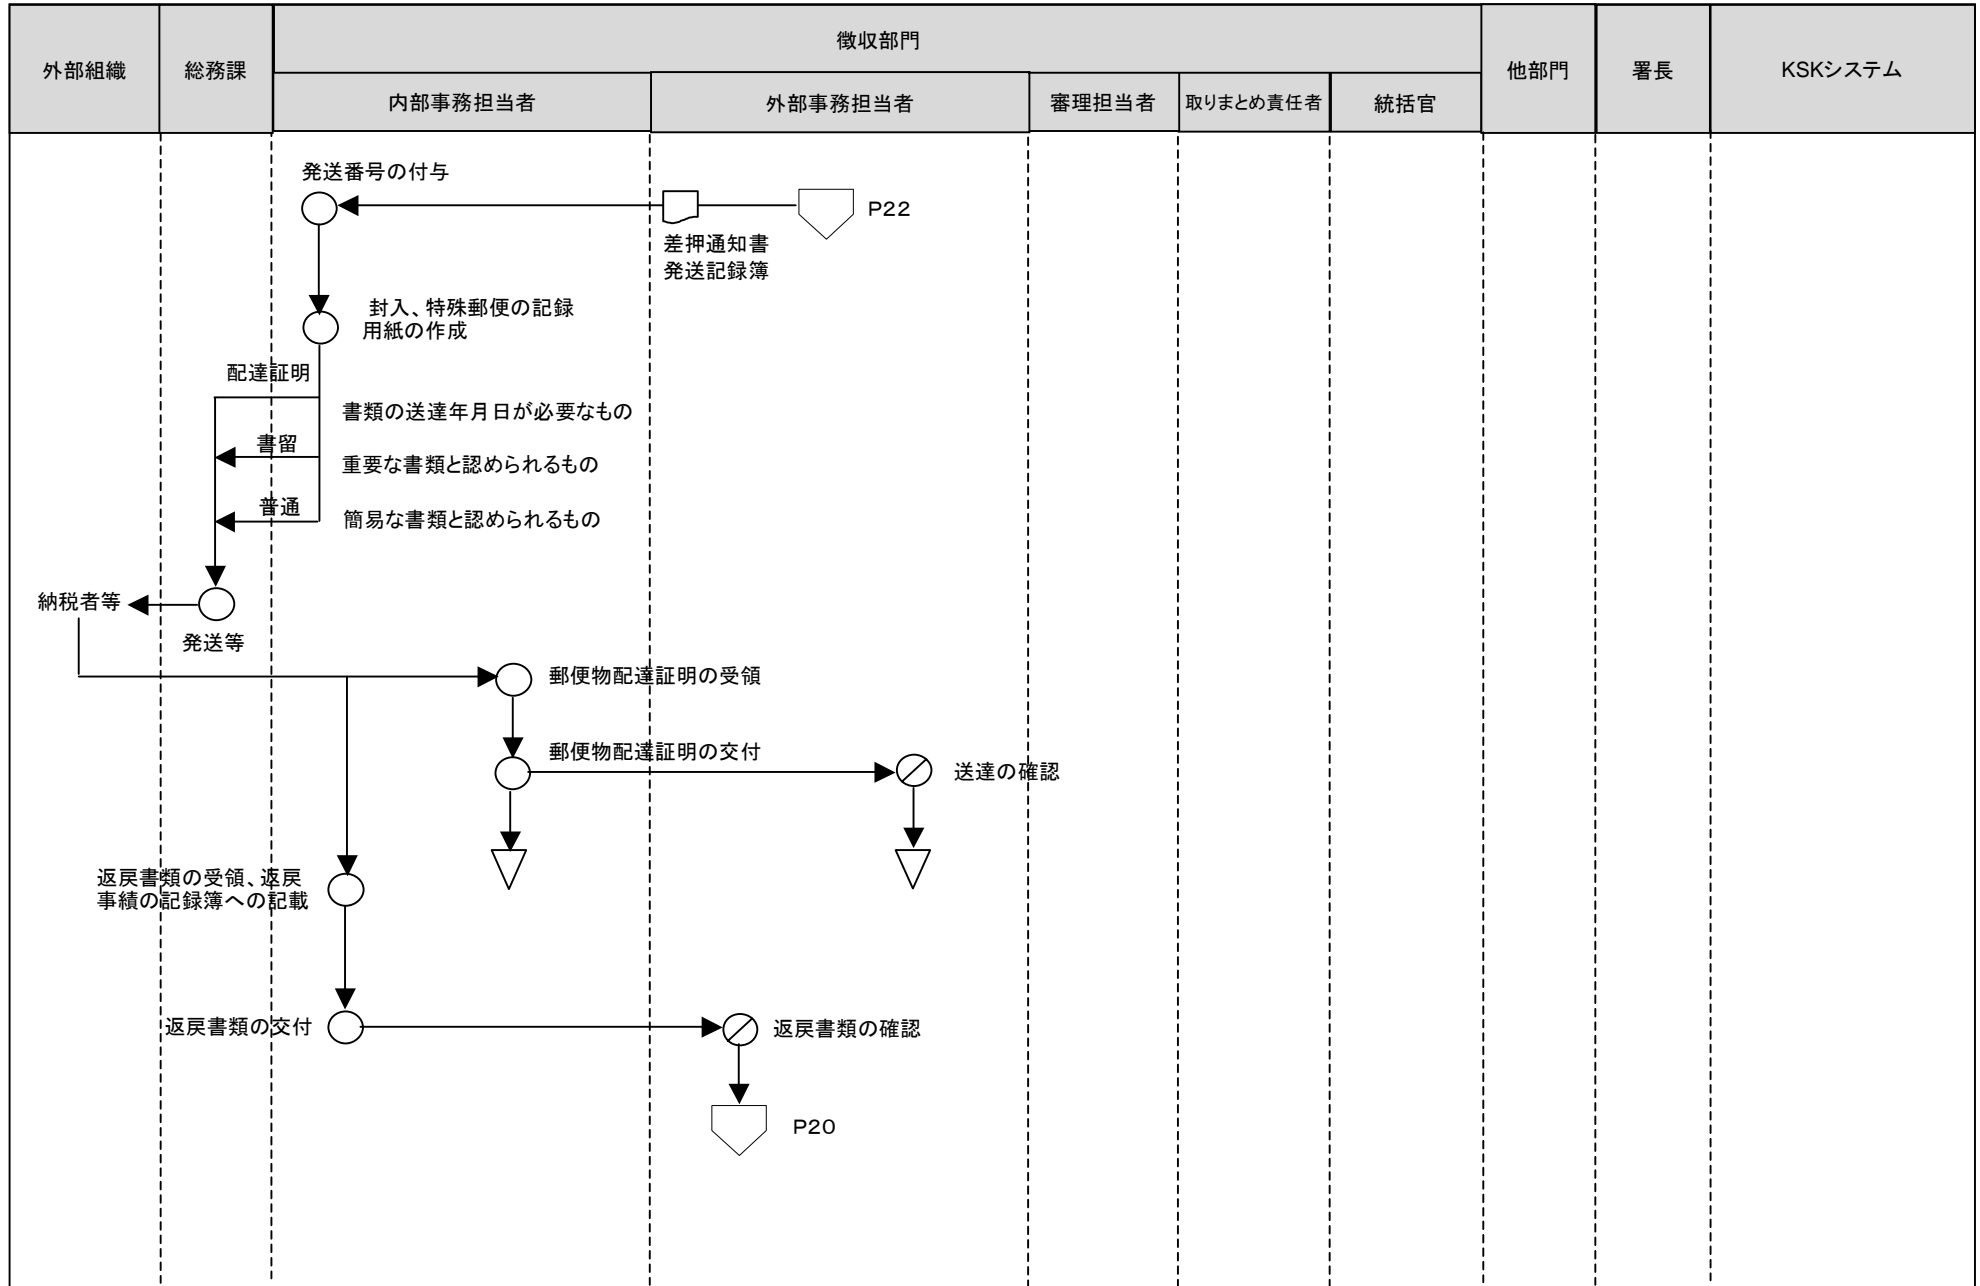 外部組織
総務課
徴収部門
内部事務担当者
外部事務担当者
審理担当者
取りまとめ責任者
統括官
他部門
署長
KSKシステム
発送番号の付与
P22
差押通知書
発送記録簿
封入、特殊郵便の記録
用紙の作成
配達証明
書類の送達年月日が必要なもの
書留
重要な書類と認められるもの
普通
簡易な書類と認められるもの
納税者等
発送等
郵便物配達証明の受領
郵便物配達証明の交付
送達の確認
返戻書類の受領、返戻
事績の記録簿への記載
返戻書類の交付
返戻書類の確認
P20